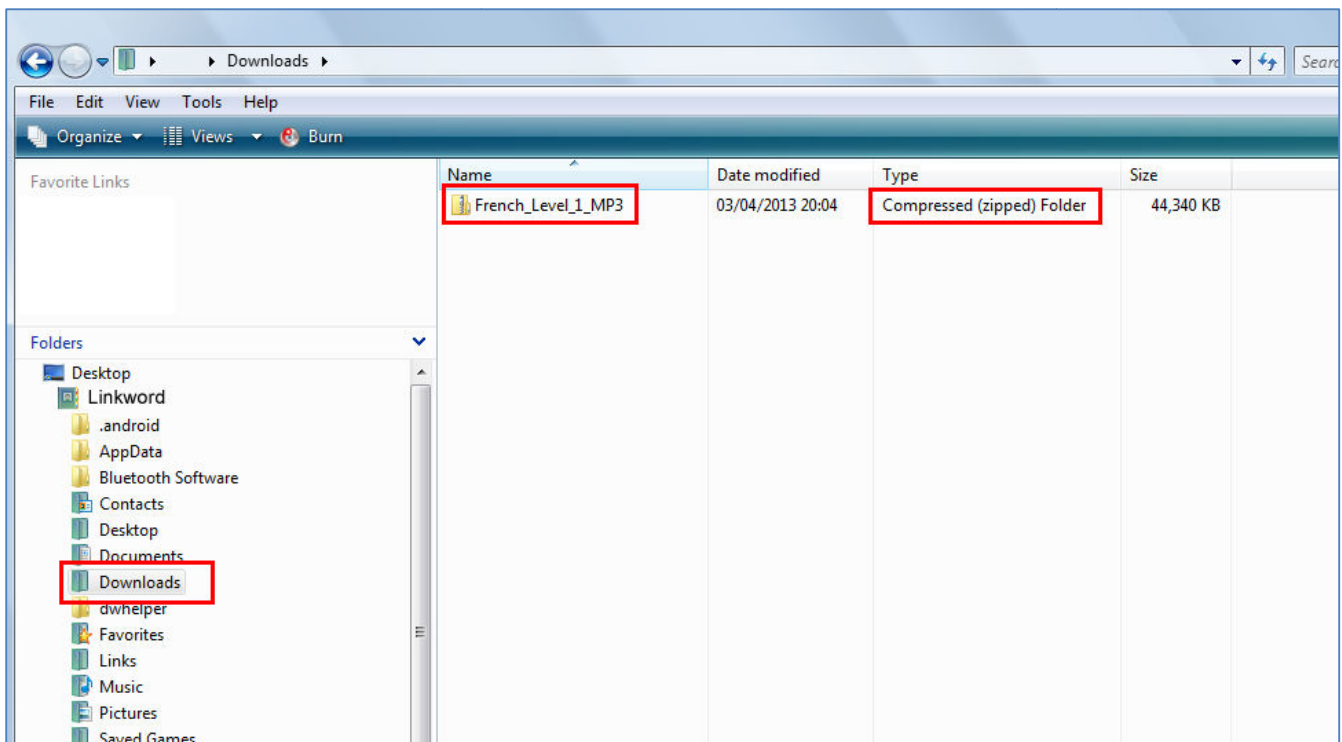 Downloads
Sear
File Edit View Tools Help
Organize Views Burn
Favorite Links
Name Date modified Type Size
French_Level_1_MP3 03/04/2013 20:04 Compressed (zipped) Folder 44,340 KB
Folders
Desktop
Linkword
.android
AppData
Bluetooth Software
Contacts
Desktop
Documents
Downloads
dwhelper
Favorites
Links
Music
Pictures
Saved Games